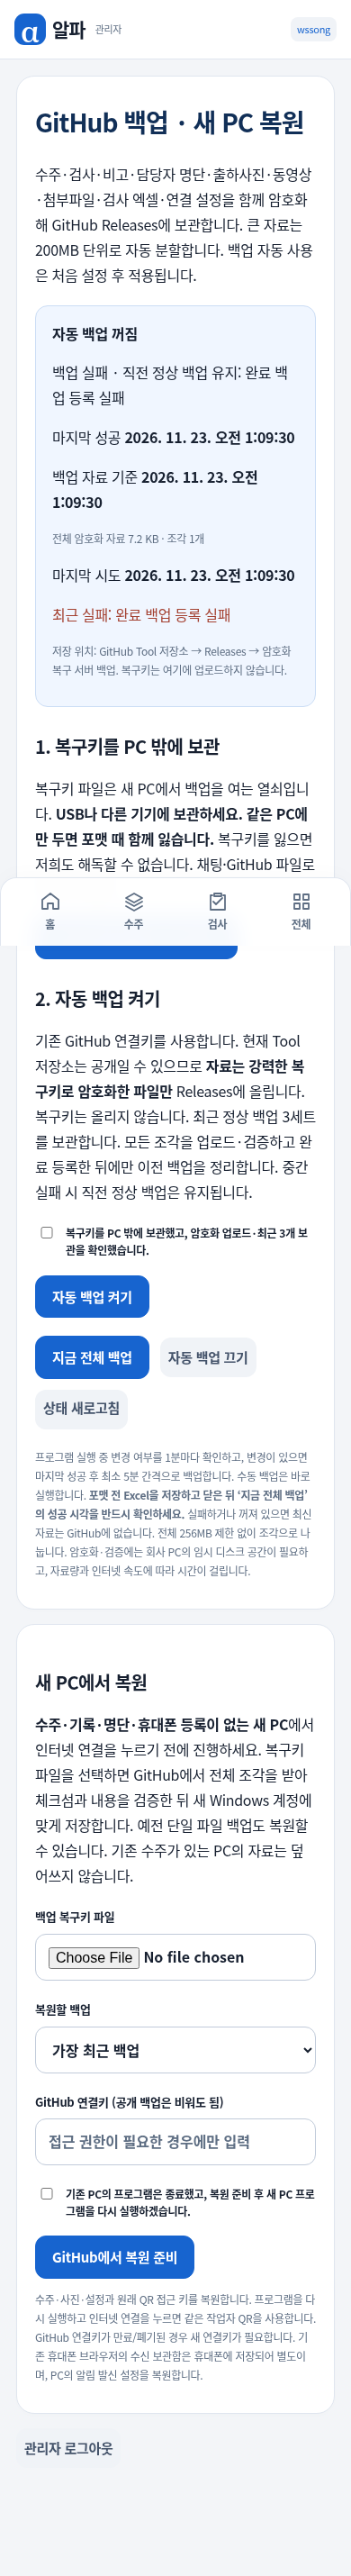 α 알파 관리자 wssong
GitHub 백업 · 새 PC 복원
수주·검사·비고·담당자 명단·출하사진·동영상
·첨부파일·검사 엑셀·연결 설정을 함께 암호화
해 GitHub Releases에 보관합니다. 큰 자료는
200MB 단위로 자동 분할합니다. 백업 자동 사용
은 처음 설정 후 적용됩니다.
자동 백업 꺼짐
백업 실패 · 직전 정상 백업 유지: 완료 백
업 등록 실패
마지막 성공 2026. 11. 23. 오전 1:09:30
백업 자료 기준 2026. 11. 23. 오전
1:09:30
전체 암호화 자료 7.2 KB · 조각 1개
마지막 시도 2026. 11. 23. 오전 1:09:30
최근 실패: 완료 백업 등록 실패
저장 위치: GitHub Tool 저장소 → Releases → 암호화
복구 서버 백업. 복구키는 여기에 업로드하지 않습니다.
1. 복구키를 PC 밖에 보관
복구키 파일은 새 PC에서 백업을 여는 열쇠입니
다. USB나 다른 기기에 보관하세요. 같은 PC에
만 두면 포맷 때 함께 잃습니다. 복구키를 잃으면
저희도 해독할 수 없습니다. 채팅·GitHub 파일로
홈 수주 검사 전체
2. 자동 백업 켜기
기존 GitHub 연결키를 사용합니다. 현재 Tool
저장소는 공개일 수 있으므로 자료는 강력한 복
구키로 암호화한 파일만 Releases에 올립니다.
복구키는 올리지 않습니다. 최근 정상 백업 3세트
를 보관합니다. 모든 조각을 업로드·검증하고 완
료 등록한 뒤에만 이전 백업을 정리합니다. 중간
실패 시 직전 정상 백업은 유지됩니다.
복구키를 PC 밖에 보관했고, 암호화 업로드·최근 3개 보
관을 확인했습니다.
자동 백업 켜기
지금 전체 백업 자동 백업 끄기
상태 새로고침
프로그램 실행 중 변경 여부를 1분마다 확인하고, 변경이 있으면
마지막 성공 후 최소 5분 간격으로 백업합니다. 수동 백업은 바로
실행합니다. 포맷 전 Excel을 저장하고 닫은 뒤 ‘지금 전체 백업’
의 성공 시각을 반드시 확인하세요. 실패하거나 꺼져 있으면 최신
자료는 GitHub에 없습니다. 전체 256MB 제한 없이 조각으로 나
눕니다. 암호화·검증에는 회사 PC의 임시 디스크 공간이 필요하
고, 자료량과 인터넷 속도에 따라 시간이 걸립니다.
새 PC에서 복원
수주·기록·명단·휴대폰 등록이 없는 새 PC에서
인터넷 연결을 누르기 전에 진행하세요. 복구키
파일을 선택하면 GitHub에서 전체 조각을 받아
체크섬과 내용을 검증한 뒤 새 Windows 계정에
맞게 저장합니다. 예전 단일 파일 백업도 복원할
수 있습니다. 기존 수주가 있는 PC의 자료는 덮
어쓰지 않습니다.
백업 복구키 파일
Choose File No file chosen
복원할 백업
가장 최근 백업
GitHub 연결키 (공개 백업은 비워도 됨)
접근 권한이 필요한 경우에만 입력
기존 PC의 프로그램은 종료했고, 복원 준비 후 새 PC 프로
그램을 다시 실행하겠습니다.
GitHub에서 복원 준비
수주·사진·설정과 원래 QR 접근 키를 복원합니다. 프로그램을 다
시 실행하고 인터넷 연결을 누르면 같은 작업자 QR을 사용합니다.
GitHub 연결키가 만료/폐기된 경우 새 연결키가 필요합니다. 기
존 휴대폰 브라우저의 수신 보관함은 휴대폰에 저장되어 별도이
며, PC의 알림 발신 설정을 복원합니다.
관리자 로그아웃